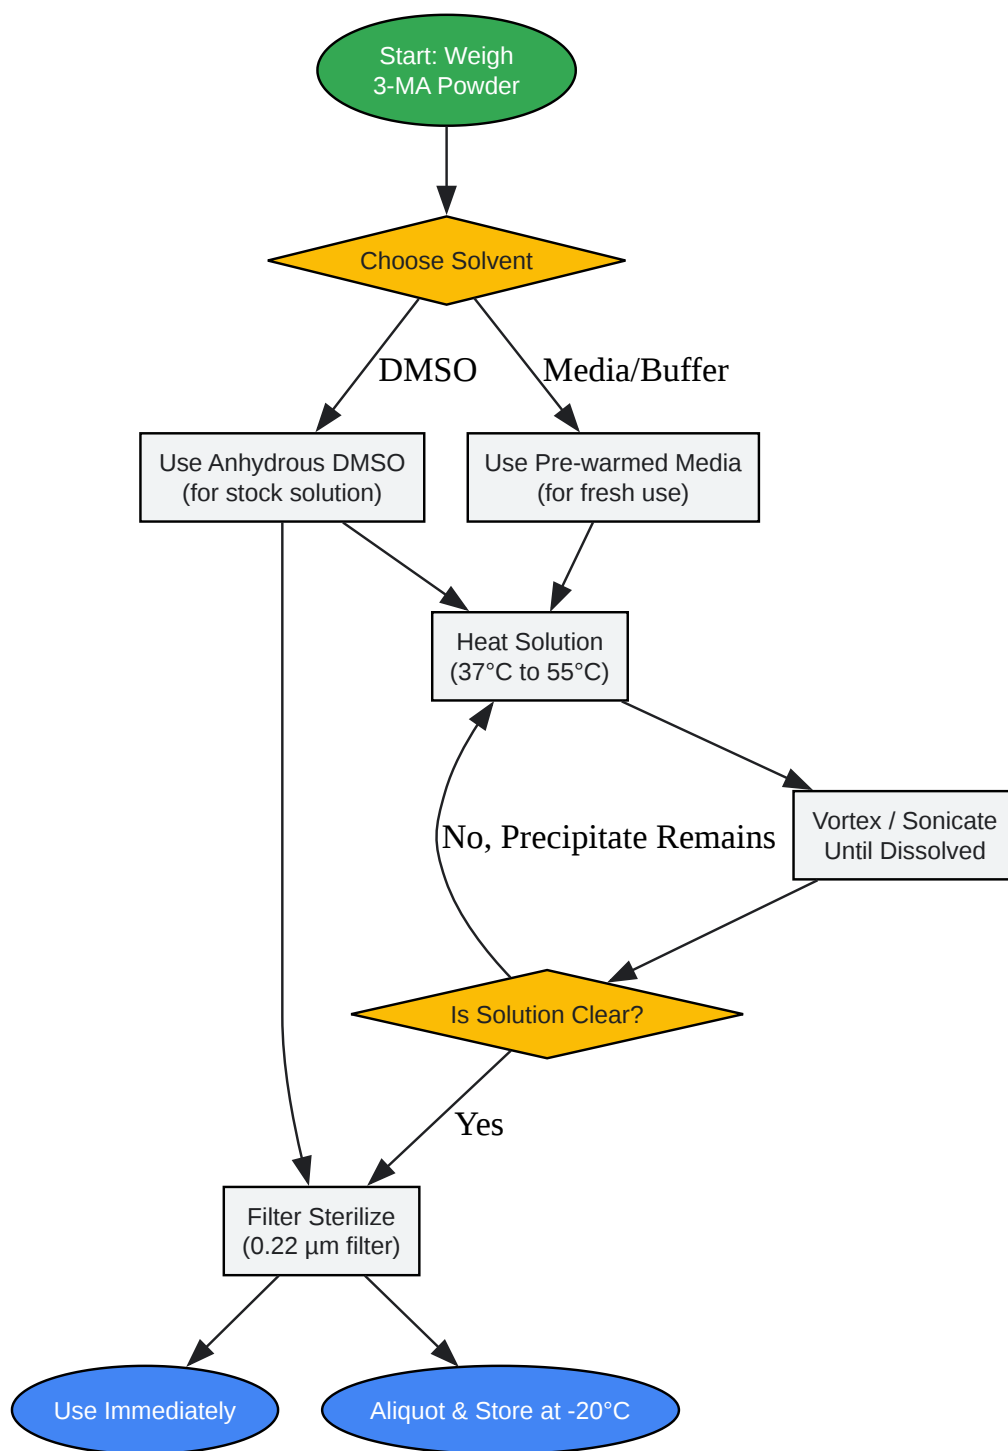 Start: Weigh
3-MA Powder
Choose Solvent
DMSO
Media/Buffer
Use Anhydrous DMSO
(for stock solution)
Use Pre-warmed Media
(for fresh use)
Heat Solution
(37°C to 55°C)
Vortex / Sonicate
Until Dissolved
No, Precipitate Remains
Is Solution Clear?
Yes
Filter Sterilize
(0.22 µm filter)
Use Immediately
Aliquot & Store at -20°C